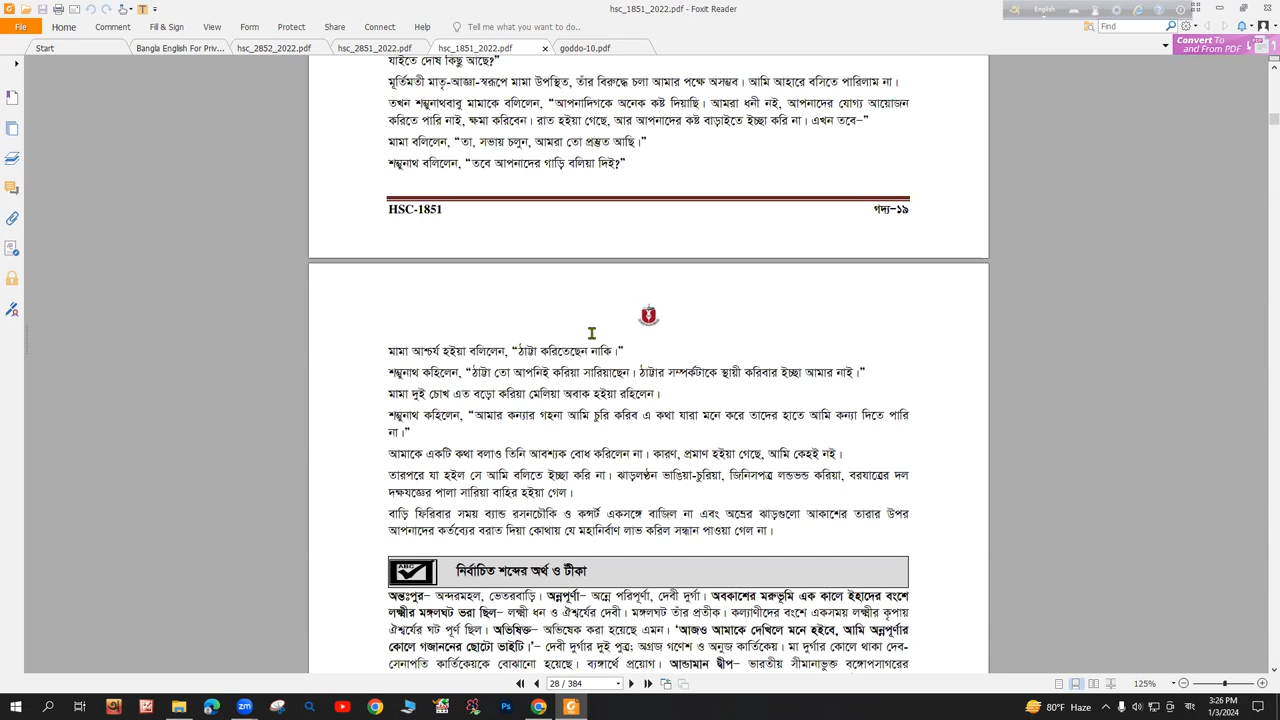 hsc_1851_2022.pdf - Foxit Reader
English
File Home Comment Fill & Sign View Form Protect Share Connect Help Tell me what you want to do... Find
Start Bangla English For Priv... hsc_2852_2022.pdf hsc_2851_2022.pdf hsc_1851_2022.pdf goddo-10.pdf Convert To
and From PDF
যাইতে দোষ কিছু আছে?”
মূর্তিমতী মাতৃ-আজ্ঞা-স্বরূপে মামা উপস্থিত, তাঁর বিরুদ্ধে চলা আমার পক্ষে অসম্ভব। আমি আহারে বসিতে পারিলাম না।
তখন শম্ভুনাথবাবু মামাকে বলিলেন, “আপনাদিগকে অনেক কষ্ট দিয়াছি। আমরা ধনী নই, আপনাদের যোগ্য আয়োজন
করিতে পারি নাই, ক্ষমা করিবেন। রাত হইয়া গেছে, আর আপনাদের কষ্ট বাড়াইতে ইচ্ছা করি না। এখন তবে-”
মামা বলিলেন, “তা, সভায় চলুন, আমরা তো প্রস্তুত আছি।”
শম্ভুনাথ বলিলেন, “তবে আপনাদের গাড়ি বলিয়া দিই?”
HSC-1851 গদ্য-১৯
মামা আশ্চর্য হইয়া বলিলেন, “ঠাট্টা করিতেছেন নাকি।”
শম্ভুনাথ কহিলেন, “ঠাট্টা তো আপনিই করিয়া সারিয়াছেন। ঠাট্টার সম্পর্কটাকে স্থায়ী করিবার ইচ্ছা আমার নাই।”
মামা দুই চোখ এত বড়ো করিয়া মেলিয়া অবাক হইয়া রহিলেন।
শম্ভুনাথ কহিলেন, “আমার কন্যার গহনা আমি চুরি করিব এ কথা যারা মনে করে তাদের হাতে আমি কন্যা দিতে পারি
না।”
আমাকে একটি কথা বলাও তিনি আবশ্যক বোধ করিলেন না। কারণ, প্রমাণ হইয়া গেছে, আমি কেহই নই।
তারপরে যা হইল সে আমি বলিতে ইচ্ছা করি না। ঝাড়লণ্ঠন ভাঙিয়া-চুরিয়া, জিনিসপত্র লন্ডভন্ড করিয়া, বরযাত্রের দল
দক্ষযজ্ঞের পালা সারিয়া বাহির হইয়া গেল।
বাড়ি ফিরিবার সময় ব্যান্ড রসনচৌকি ও কন্সর্ট একসঙ্গে বাজিল না এবং অভ্রের ঝাড়গুলো আকাশের তারার উপর
আপনাদের কর্তব্যের বরাত দিয়া কোথায় যে মহানির্বাণ লাভ করিল সন্ধান পাওয়া গেল না।
ABC নির্বাচিত শব্দের অর্থ ও টীকা
অন্তঃপুর- অন্দরমহল, ভেতরবাড়ি। অন্নপূর্ণা- অন্নে পরিপূর্ণা, দেবী দুর্গা। অবকাশের মরুভূমি এক কালে ইহাদের বংশে
লক্ষ্মীর মঙ্গলঘট ভরা ছিল- লক্ষ্মী ধন ও ঐশ্বর্যের দেবী। মঙ্গলঘট তাঁর প্রতীক। কল্যাণীদের বংশে একসময় লক্ষ্মীর কৃপায়
ঐশ্বর্যের ঘট পূর্ণ ছিল। অভিষিক্ত- অভিষেক করা হয়েছে এমন। ‘আজও আমাকে দেখিলে মনে হইবে, আমি অন্নপূর্ণার
কোলে গজাননের ছোটো ভাইটি।’- দেবী দুর্গার দুই পুত্র; অগ্রজ গণেশ ও অনুজ কার্তিকেয়। মা দুর্গার কোলে থাকা দেব-
সেনাপতি কার্তিকেয়কে বোঝানো হয়েছে। ব্যঙ্গার্থে প্রয়োগ। আন্ডামান দ্বীপ- ভারতীয় সীমানাভুক্ত বঙ্গোপসাগরের
28 / 384 125%
80°F Haze 3:26 PM
1/3/2024